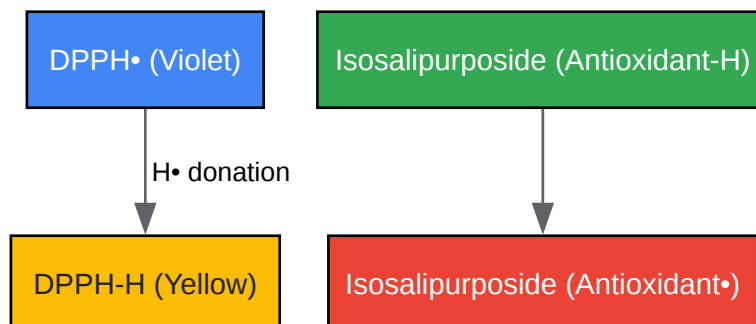 DPPH• (Violet)
Isosalipurposide (Antioxidant-H)
H• donation
DPPH-H (Yellow)
Isosalipurposide (Antioxidant•)